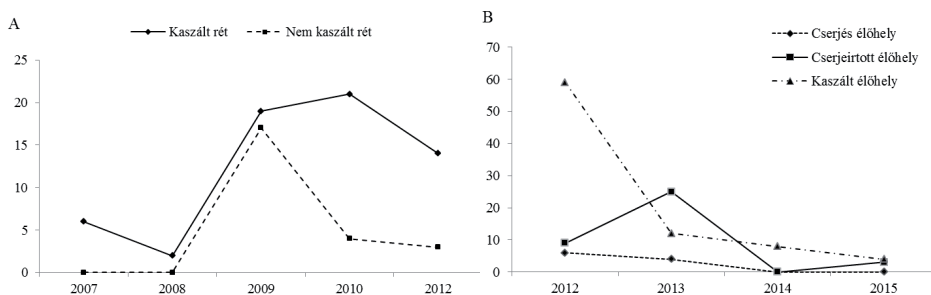 A
Kaszált rét
Nem kaszált rét
25
20
15
10
5
0
2007 2008 2009 2010 2012
B
Cserjés élőhely
Cserjeirtott élőhely
Kaszált élőhely
70
60
50
40
30
20
10
0
2012 2013 2014 2015